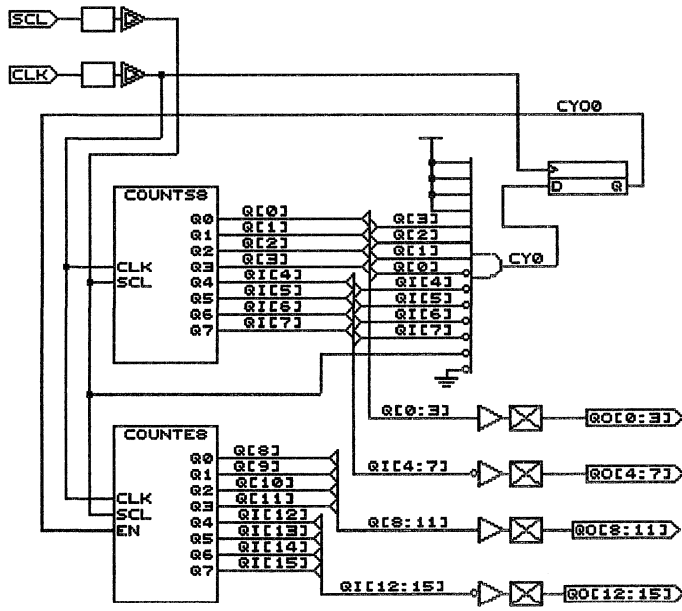 SCL
CLK
CYO0
COUNTS8
Q0 Q[0]
Q1 Q[1]
Q2 Q[2]
Q3 Q[3]
Q4 QI[4]
Q5 QI[5]
Q6 QI[6]
Q7 QI[7]
CLK
SCL
Q[3]
Q[2]
Q[1]
Q[0]
QI[4]
QI[5]
QI[6]
QI[7]
D Q
CY0
Q[0:3] QO[0:3]
QI[4:7] QO[4:7]
Q[8:11] QO[8:11]
QI[12:15] QO[12:15]
COUNTE8
Q0 Q[8]
Q1 Q[9]
Q2 Q[10]
Q3 Q[11]
Q4 QI[12]
Q5 QI[13]
Q6 QI[14]
Q7 QI[15]
CLK
SCL
EN